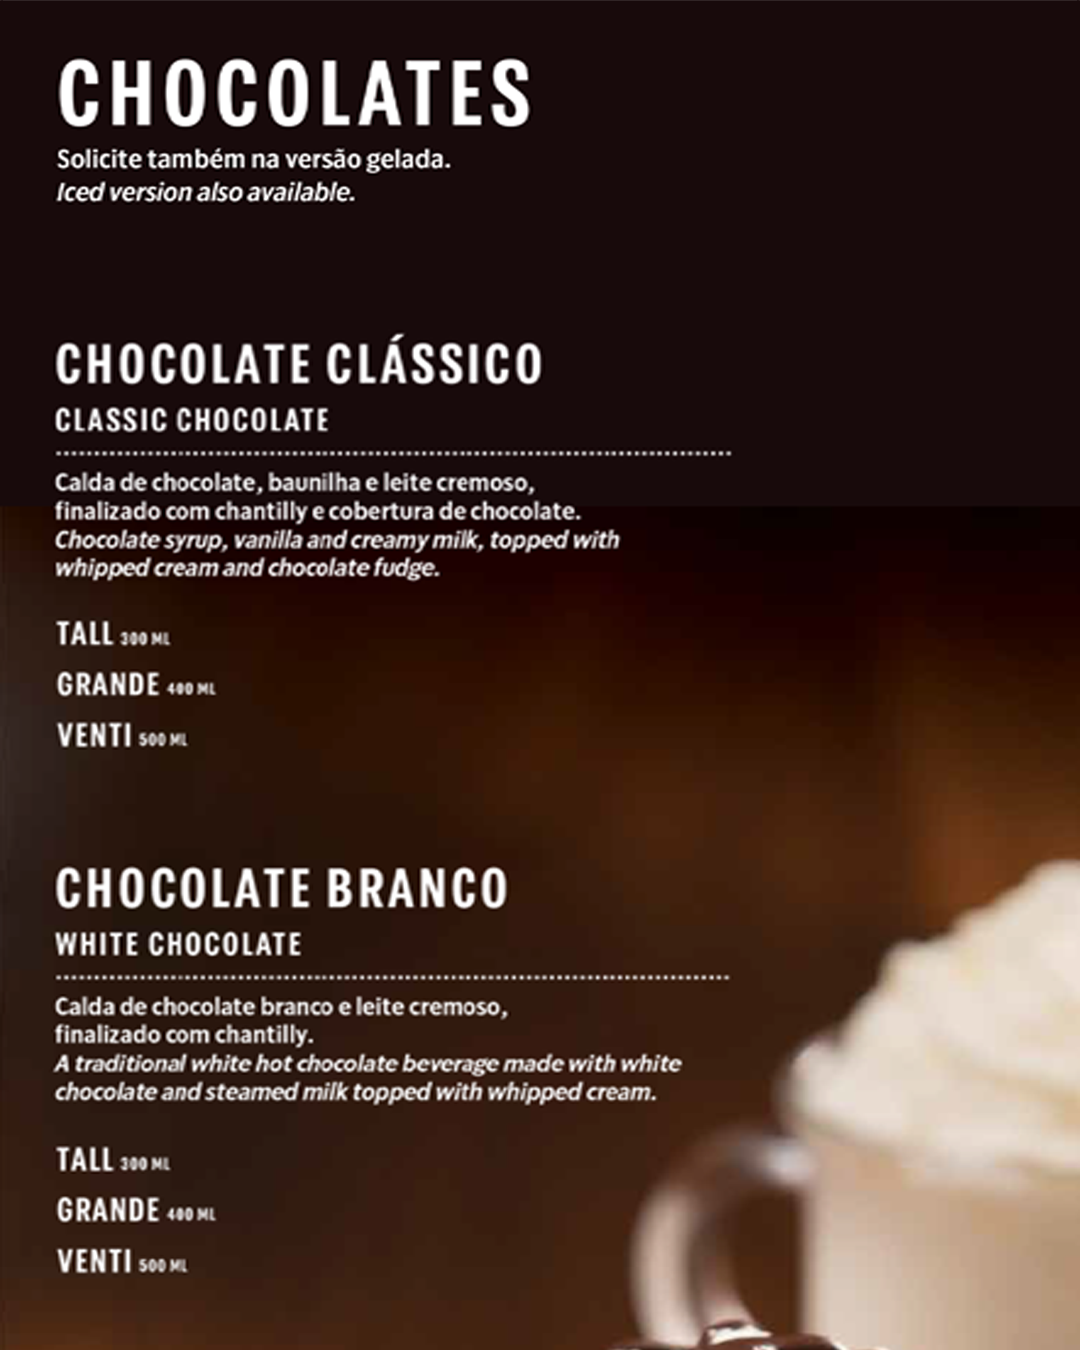 CHOCOLATES
Solicite também na versão gelada.
Iced version also available.
CHOCOLATE CLÁSSICO
CLASSIC CHOCOLATE
Calda de chocolate, baunilha e leite cremoso,
finalizado com chantilly e cobertura de chocolate.
Chocolate syrup, vanilla and creamy milk, topped with
whipped cream and chocolate fudge.
TALL 300 ML
GRANDE 400 ML
VENTI 500 ML
CHOCOLATE BRANCO
WHITE CHOCOLATE
Calda de chocolate branco e leite cremoso,
finalizado com chantilly.
A traditional white hot chocolate beverage made with white
chocolate and steamed milk topped with whipped cream.
TALL 300 ML
GRANDE 400 ML
VENTI 500 ML